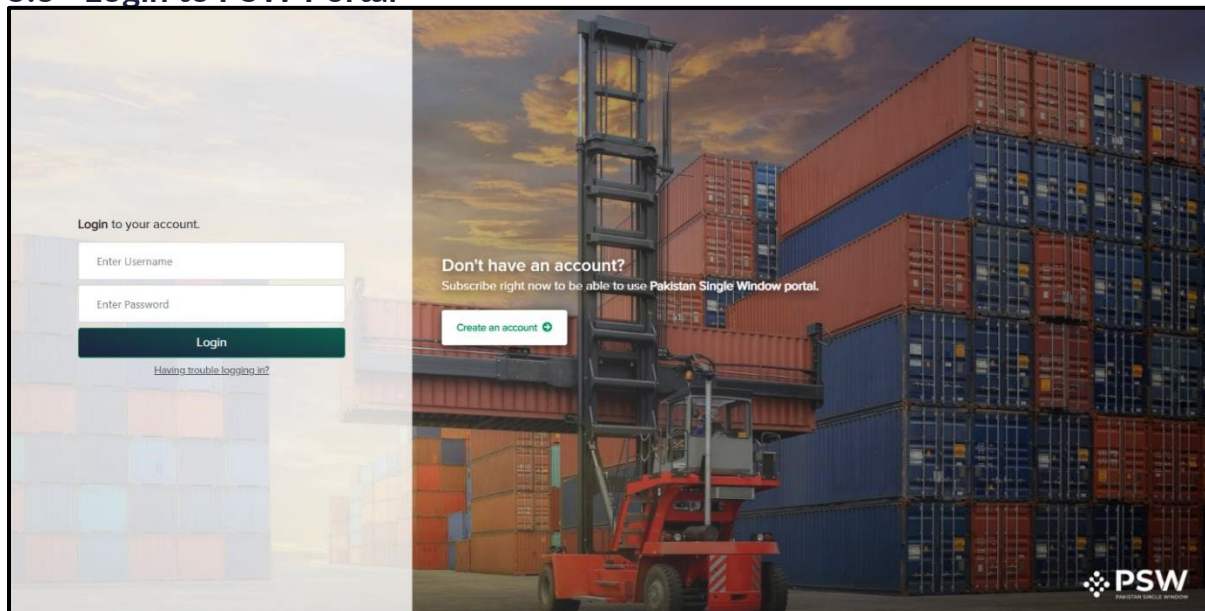 Login to PSW Portal
Login to your account.
Enter Username
Enter Password
Login
Having trouble logging in?
Don't have an account?
Subscribe right now to be able to use Pakistan Single Window portal.
Create an account
PSW
PAKISTAN SINGLE WINDOW